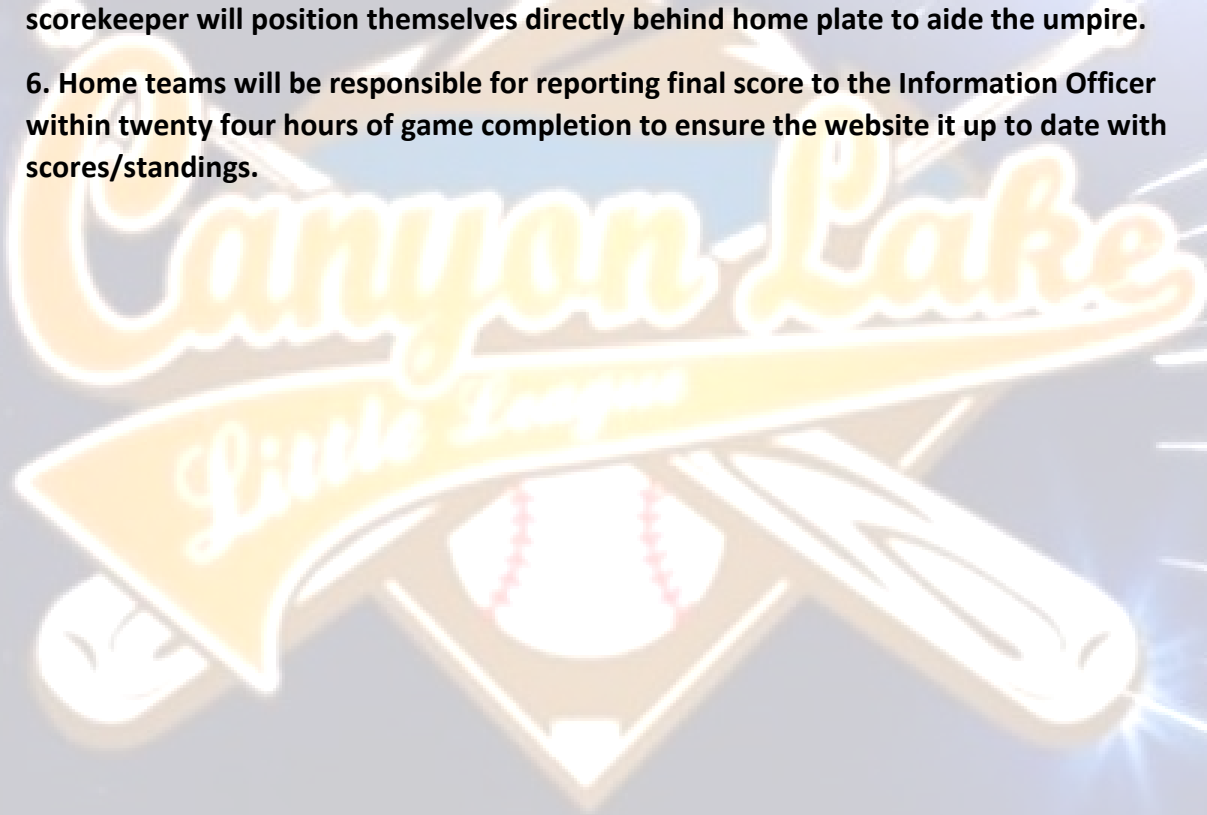 scorekeeper will position themselves directly behind home plate to aide the umpire.
6. Home teams will be responsible for reporting final score to the Information Officer
within twenty four hours of game completion to ensure the website it up to date with
scores/standings.
Canyon Lake
Little League